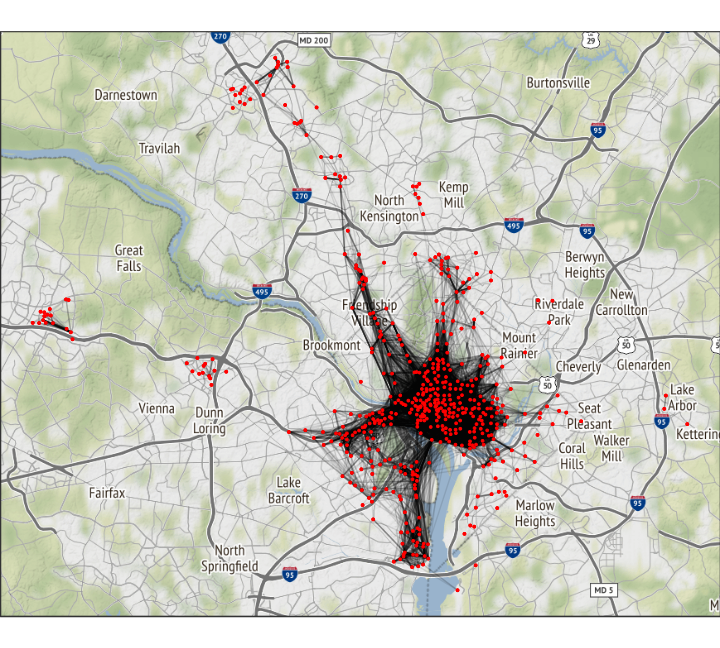 270
MD 200
29
Darnestown
Burtonsville
95
Travilah
270
North
Kensington
Kemp
Mill
495
95
Great
Falls
Berwyn
Heights
495
Friendship
Village
Riverdale
Park
New
Carrollton
Brookmont
Mount
Rainier
50
Cheverly
Glenarden
50
Vienna
Dunn
Loring
Seat
Pleasant
Lake
Arbor
95
Kettering
Walker
Mill
Coral
Hills
Lake
Barcroft
Fairfax
Marlow
Heights
95
North
Springfield
95
95
MD 5
M